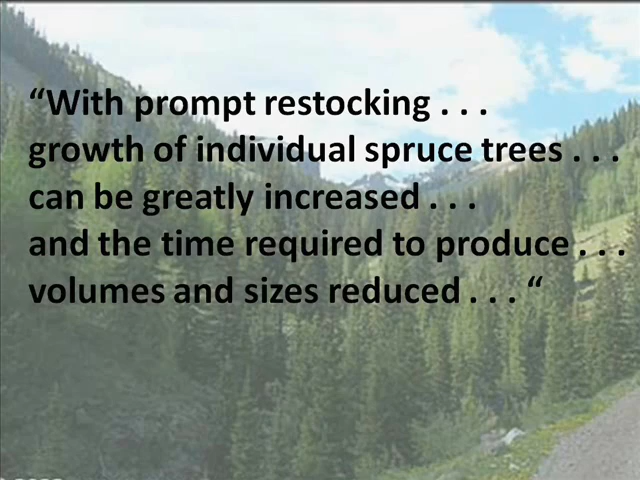 “With prompt restocking . . .
growth of individual spruce trees . . .
can be greatly increased . . .
and the time required to produce . . .
volumes and sizes reduced . . . “